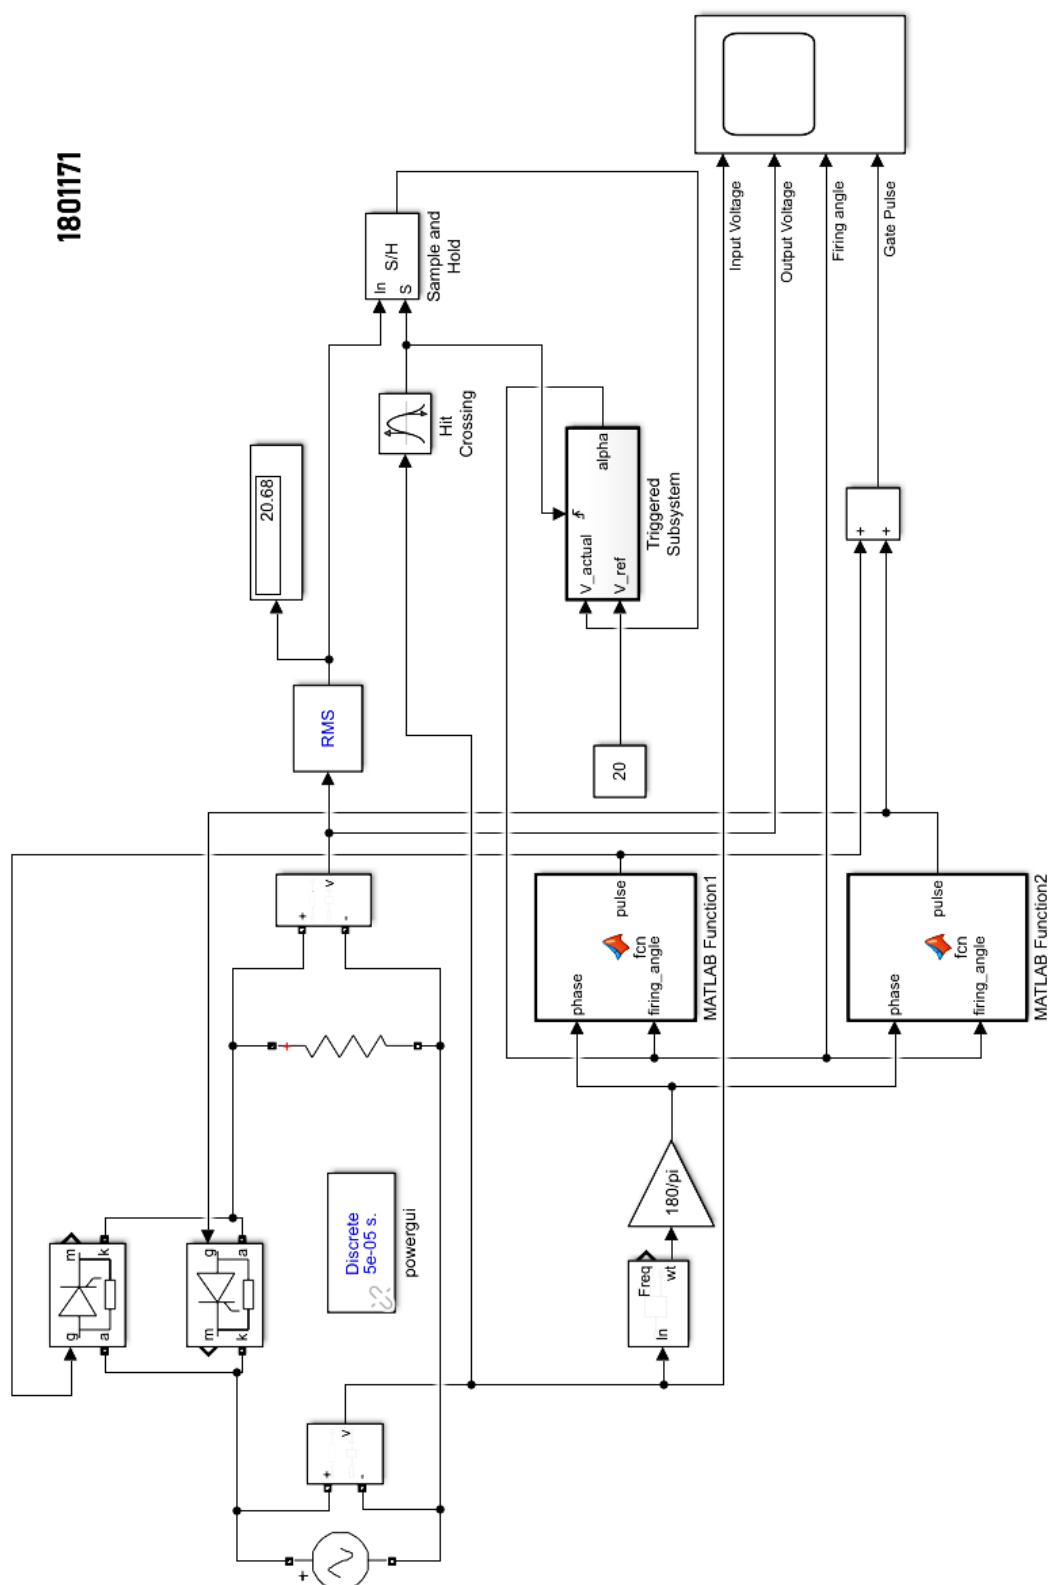 1801171
Input Voltage
Output Voltage
Firing angle
Gate Pulse
In
S/H
S
Sample and
Hold
Hit
Crossing
20.68
RMS
V_actual
V_ref
alpha
Triggered
Subsystem
20
+
+
+
v
-
phase
firing_angle
fcn
pulse
MATLAB Function1
phase
firing_angle
fcn
pulse
MATLAB Function2
+
g
m
a
k
m
g
k
a
Discrete
5e-05 s.
powergui
180/pi
Freq
In
wt
+
v
-
+